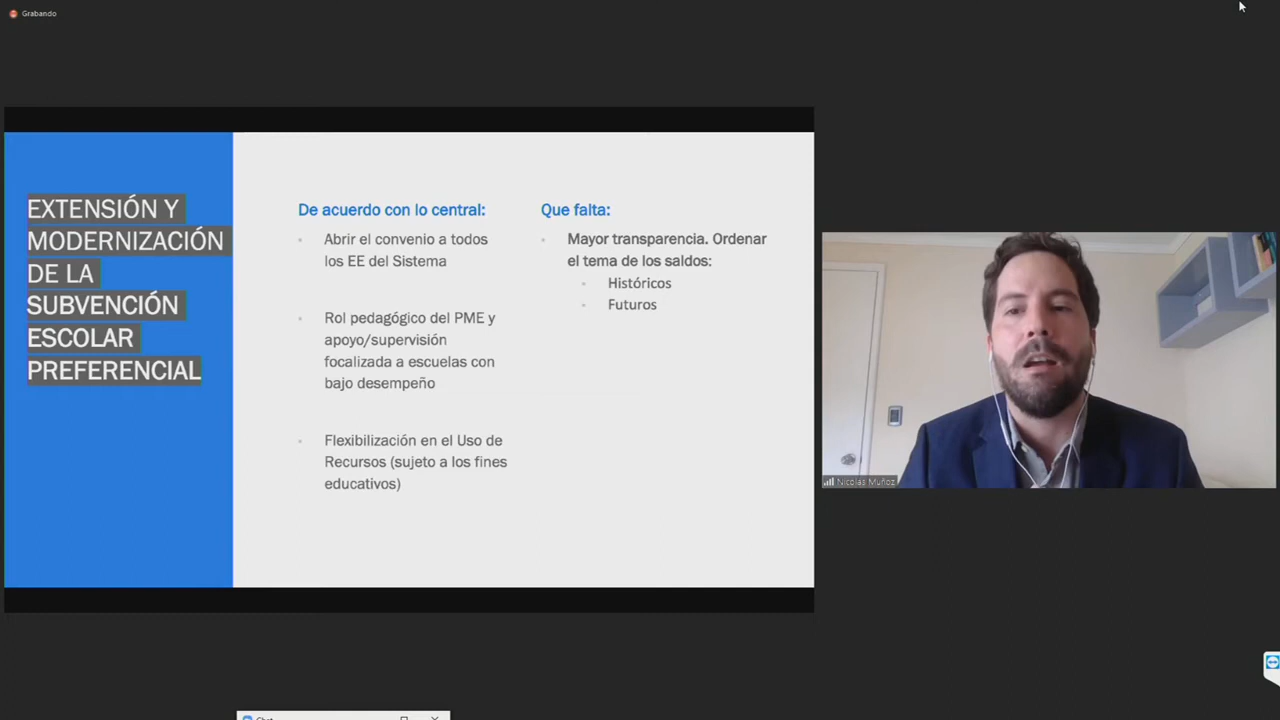 Grabando
EXTENSIÓN Y
MODERNIZACIÓN
DE LA
SUBVENCIÓN
ESCOLAR
PREFERENCIAL
De acuerdo con lo central:
Abrir el convenio a todos
los EE del Sistema
Rol pedagógico del PME y
apoyo/supervisión
focalizada a escuelas con
bajo desempeño
Flexibilización en el Uso de
Recursos (sujeto a los fines
educativos)
Que falta:
Mayor transparencia. Ordenar
el tema de los saldos:
Históricos
Futuros
Nicolás Muñoz